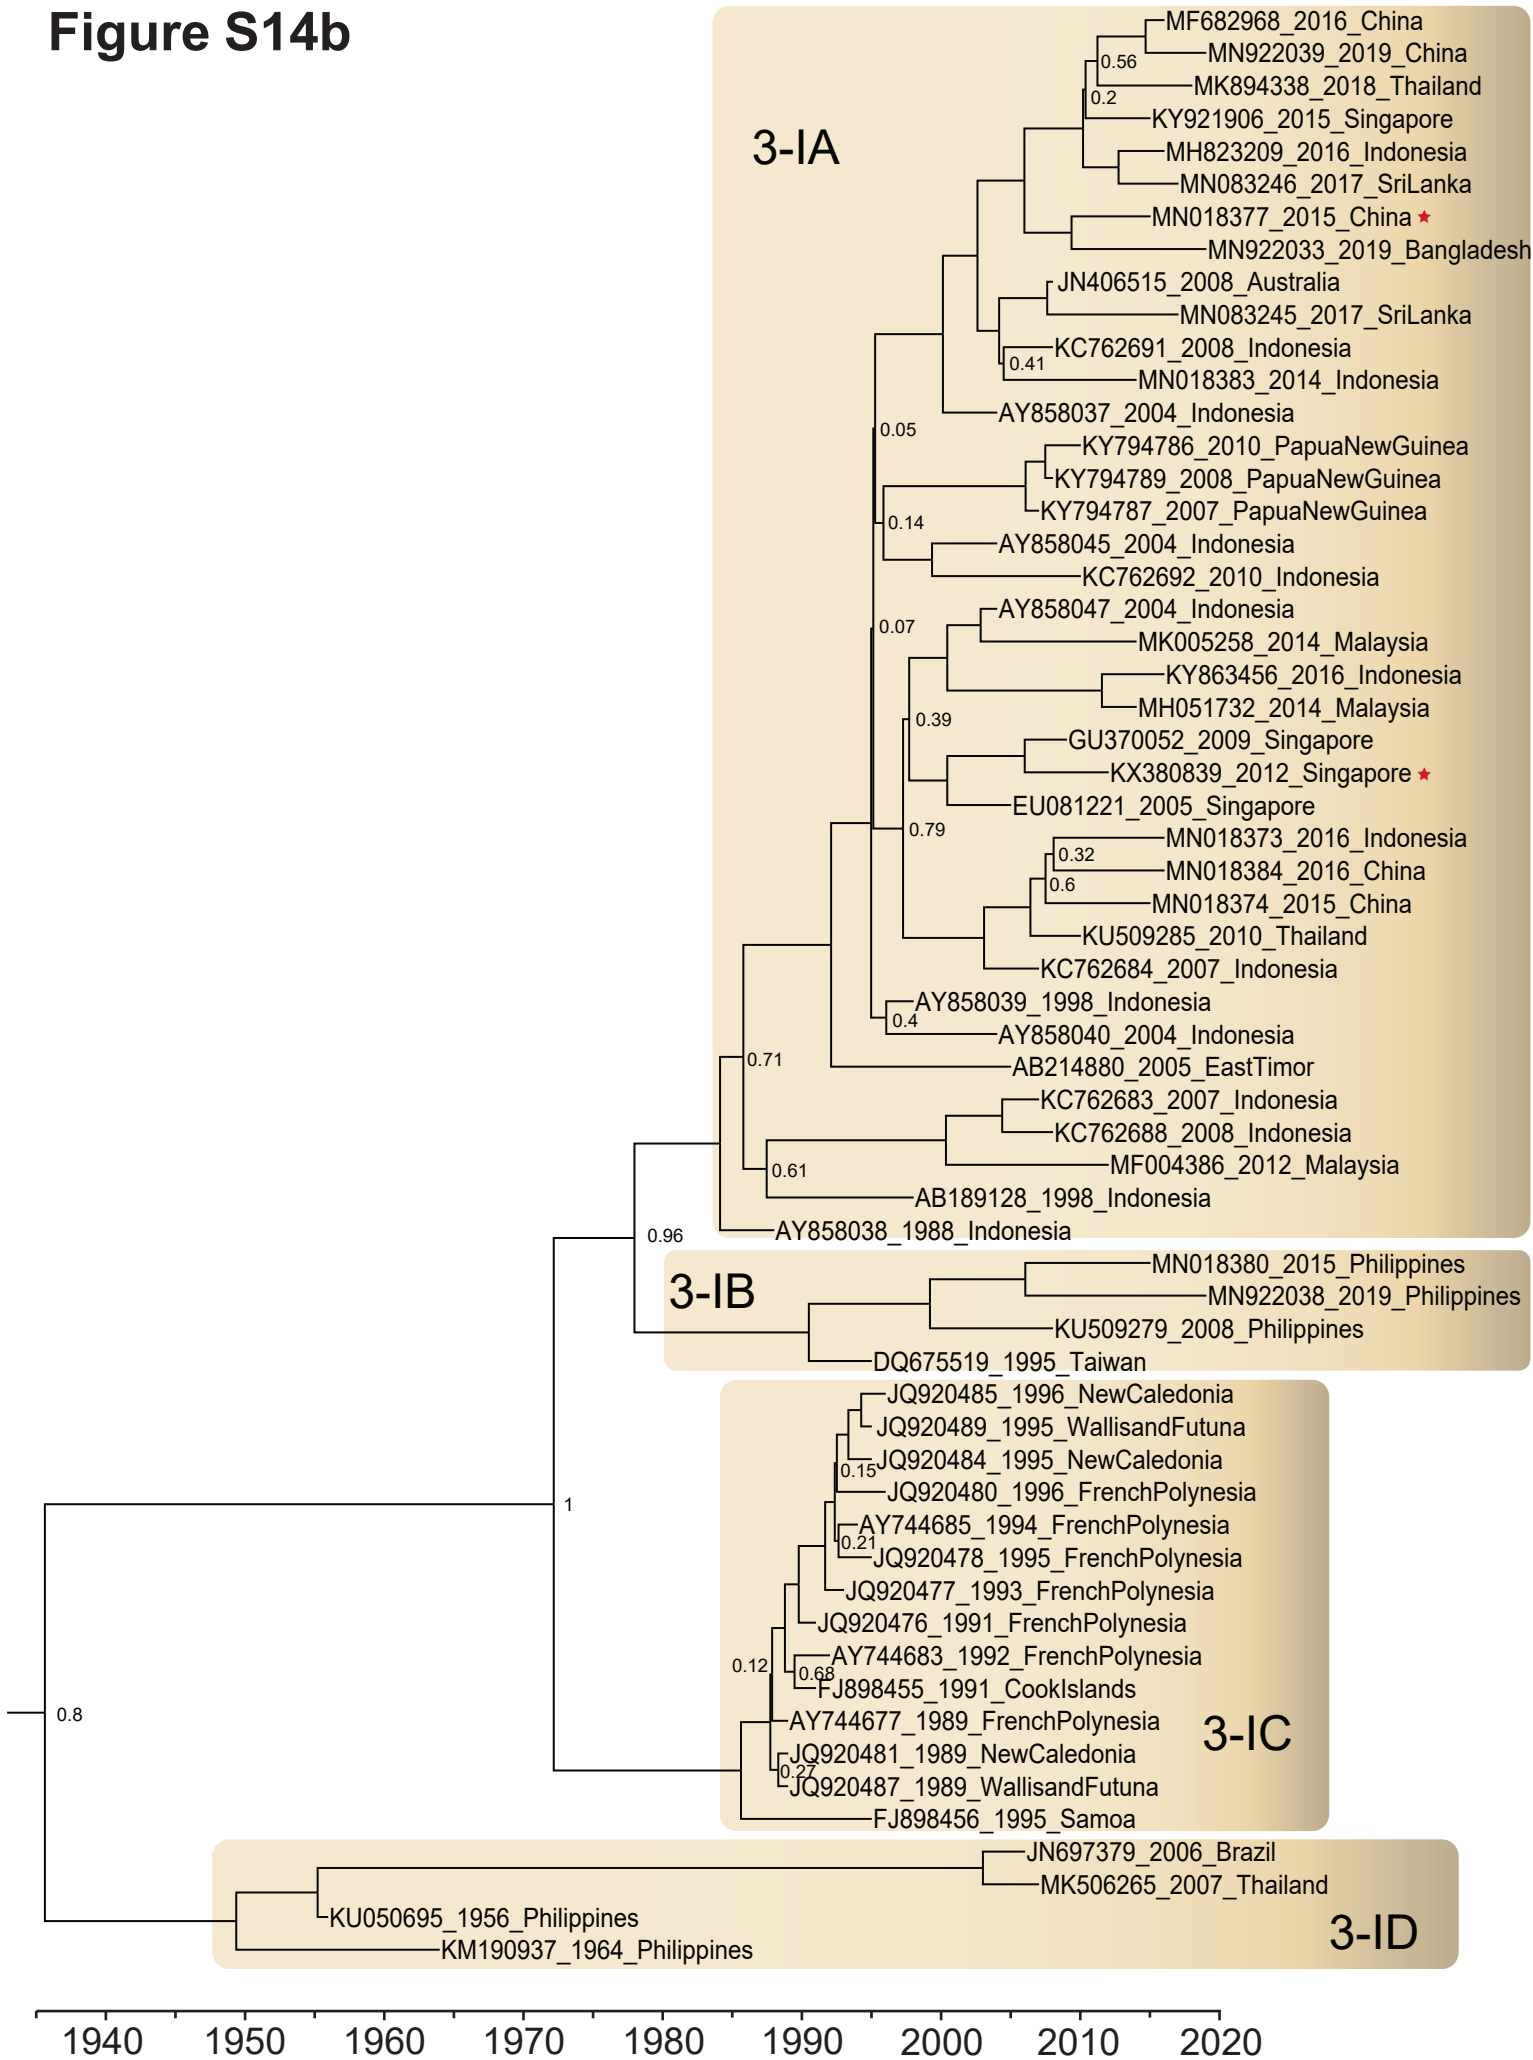 Figure S14b
MF682968_2016_China
MN922039_2019_China
0.56
MK894338_2018_Thailand
0.2
KY921906_2015_Singapore
3-IA
MH823209_2016_Indonesia
MN083246_2017_SriLanka
MN018377_2015_China
MN922033_2019_Bangladesh
JN406515_2008_Australia
MN083245_2017_SriLanka
KC762691_2008_Indonesia
0.41
MN018383_2014_Indonesia
AY858037_2004_Indonesia
0.05
KY794786_2010_PapuaNewGuinea
KY794789_2008_PapuaNewGuinea
KY794787_2007_PapuaNewGuinea
0.14
AY858045_2004_Indonesia
KC762692_2010_Indonesia
AY858047_2004_Indonesia
0.07
MK005258_2014_Malaysia
KY863456_2016_Indonesia
MH051732_2014_Malaysia
0.39
GU370052_2009_Singapore
KX380839_2012_Singapore
EU081221_2005_Singapore
0.79
MN018373_2016_Indonesia
0.32
MN018384_2016_China
0.6
MN018374_2015_China
KU509285_2010_Thailand
KC762684_2007_Indonesia
AY858039_1998_Indonesia
0.4
AY858040_2004_Indonesia
0.71
AB214880_2005_EastTimor
KC762683_2007_Indonesia
KC762688_2008_Indonesia
MF004386_2012_Malaysia
0.61
AB189128_1998_Indonesia
AY858038_1988_Indonesia
0.96
MN018380_2015_Philippines
3-IB
MN922038_2019_Philippines
KU509279_2008_Philippines
DQ675519_1995_Taiwan
JQ920485_1996_NewCaledonia
JQ920489_1995_WallisandFutuna
JQ920484_1995_NewCaledonia
0.15
JQ920480_1996_FrenchPolynesia
1
AY744685_1994_FrenchPolynesia
0.21
JQ920478_1995_FrenchPolynesia
JQ920477_1993_FrenchPolynesia
JQ920476_1991_FrenchPolynesia
AY744683_1992_FrenchPolynesia
0.12
0.68
FJ898455_1991_CookIslands
0.8
AY744677_1989_FrenchPolynesia
3-IC
JQ920481_1989_NewCaledonia
0.27
JQ920487_1989_WallisandFutuna
FJ898456_1995_Samoa
JN697379_2006_Brazil
MK506265_2007_Thailand
KU050695_1956_Philippines
3-ID
KM190937_1964_Philippines
1940 1950 1960 1970 1980 1990 2000 2010 2020